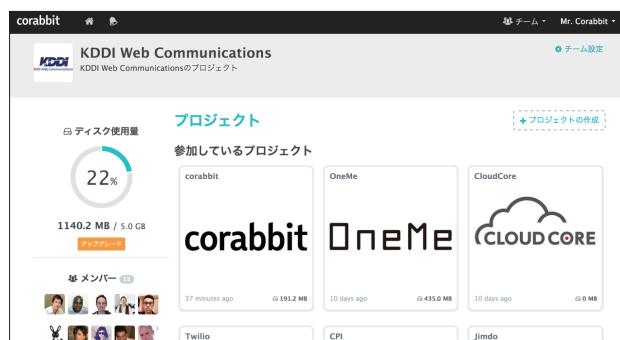 corabbit
チーム
Mr. Corabbit
KDDI
KDDI Web Communications
KDDI Web Communicationsのプロジェクト
チーム設定
ディスク使用量
22%
1140.2 MB / 5.0 GB
アップグレード
メンバー 13
プロジェクト
+ プロジェクトの作成
参加しているプロジェクト
corabbit
corabbit
37 minutes ago
191.2 MB
OneMe
OneMe
10 days ago
435.0 MB
CloudCore
CLOUD CORE
10 days ago
0 MB
Twilio
CPI
Jimdo